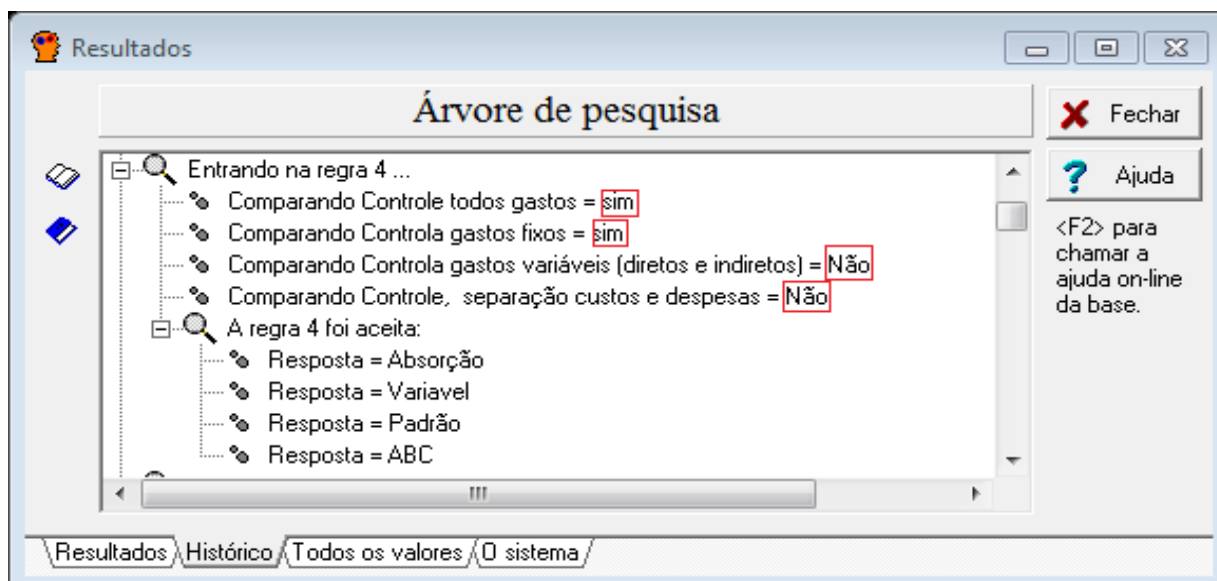 Resultados
Árvore de pesquisa
Fechar
Ajuda
<F2> para
chamar a
ajuda on-line
da base.
Entrando na regra 4 ...
Comparando Controle todos gastos = sim
Comparando Controla gastos fixos = sim
Comparando Controla gastos variáveis (diretos e indiretos) = Não
Comparando Controle, separação custos e despesas = Não
A regra 4 foi aceita:
Resposta = Absorção
Resposta = Variavel
Resposta = Padrão
Resposta = ABC
Resultados Histórico Todos os valores O sistema